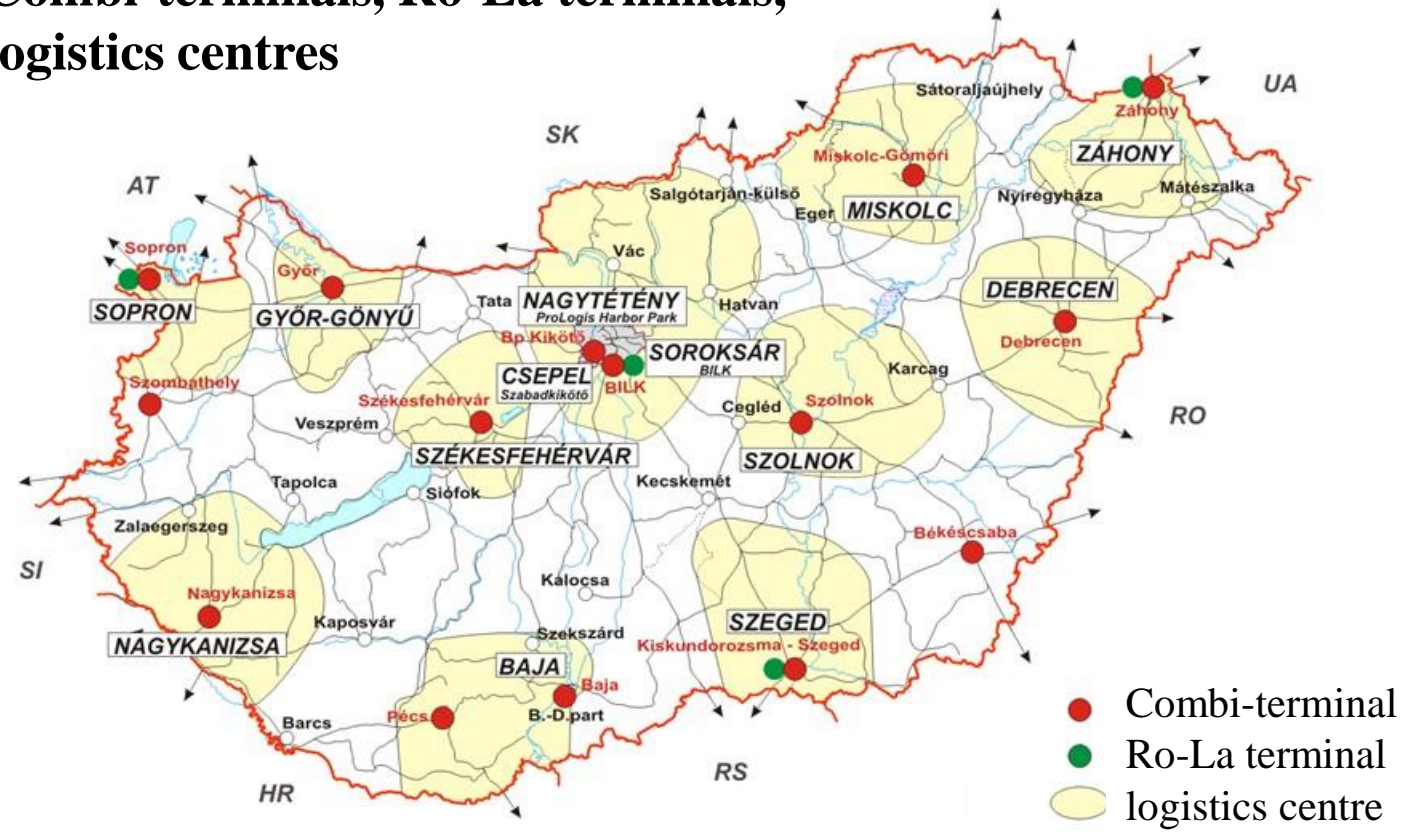 Combi-terminals, Ro-La terminals,
logistics centres
UA
Sátoraljaújhely
Záhony
SK
ZÁHONY
Miskolc-Gömöri
AT
Salgótarján-külső
Nyíregyháza
Mátészalka
Eger
MISKOLC
Sopron
Vác
Győr
DEBRECEN
SOPRON
GYŐR-GÖNYŰ
Tata
NAGYTÉTÉNY
ProLogis Harbor Park
Hatván
Bp.Kikötő
SOROKSÁR
BILK
Debrecen
CSEPEL
Szabadkikötő
BILK
Karcag
Szombathely
Székesfehérvár
Cegléd
Szolnok
RO
Veszprém
SZÉKESFEHÉRVÁR
SZOLNOK
Tapolca
Siófok
Kecskemét
Zalaegerszeg
Békéscsaba
SI
Kalocsa
Nagykanizsa
Kaposvár
SZEGED
NAGYKANIZSA
Szekszárd
Kiskundorozsma - Szeged
BAJA
Baja
Pécs
B.-D.part
Barcs
Combi-terminal
Ro-La terminal
RS
HR
logistics centre